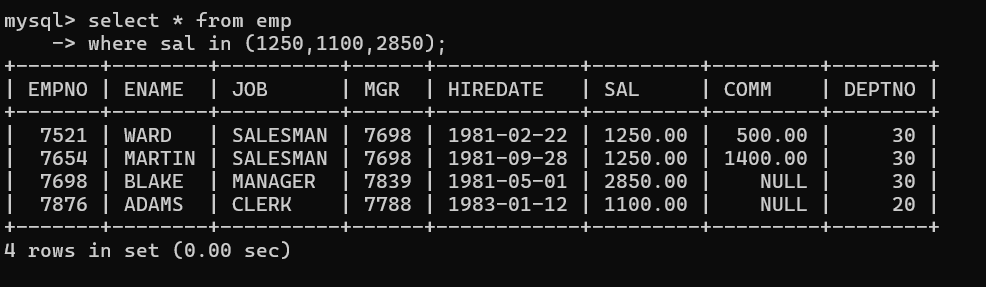 mysql> select * from emp
    -> where sal in (1250,1100,2850);
+-------+--------+----------+------+------------+---------+---------+--------+
| EMPNO | ENAME  | JOB      | MGR  | HIREDATE   | SAL     | COMM    | DEPTNO |
+-------+--------+----------+------+------------+---------+---------+--------+
|  7521 | WARD   | SALESMAN | 7698 | 1981-02-22 | 1250.00 |  500.00 |     30 |
|  7654 | MARTIN | SALESMAN | 7698 | 1981-09-28 | 1250.00 | 1400.00 |     30 |
|  7698 | BLAKE  | MANAGER  | 7839 | 1981-05-01 | 2850.00 |    NULL |     30 |
|  7876 | ADAMS  | CLERK    | 7788 | 1983-01-12 | 1100.00 |    NULL |     20 |
+-------+--------+----------+------+------------+---------+---------+--------+
4 rows in set (0.00 sec)